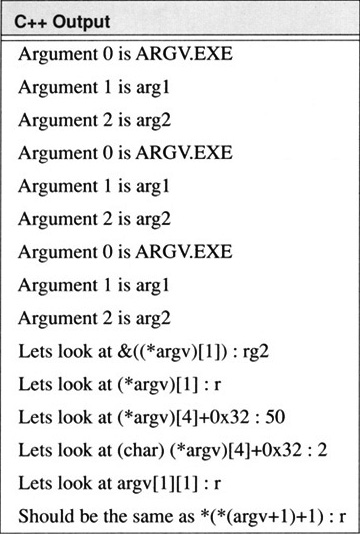 C++ Output
Argument 0 is ARGV.EXE
Argument 1 is arg1
Argument 2 is arg2
Argument 0 is ARGV.EXE
Argument 1 is arg1
Argument 2 is arg2
Argument 0 is ARGV.EXE
Argument 1 is arg1
Argument 2 is arg2
Lets look at &((*argv)[1]) : rg2
Lets look at (*argv)[1] : r
Lets look at (*argv)[4]+0x32 : 50
Lets look at (char) (*argv)[4]+0x32 : 2
Lets look at argv[1][1] : r
Should be the same as *(*(argv+1)+1) : r